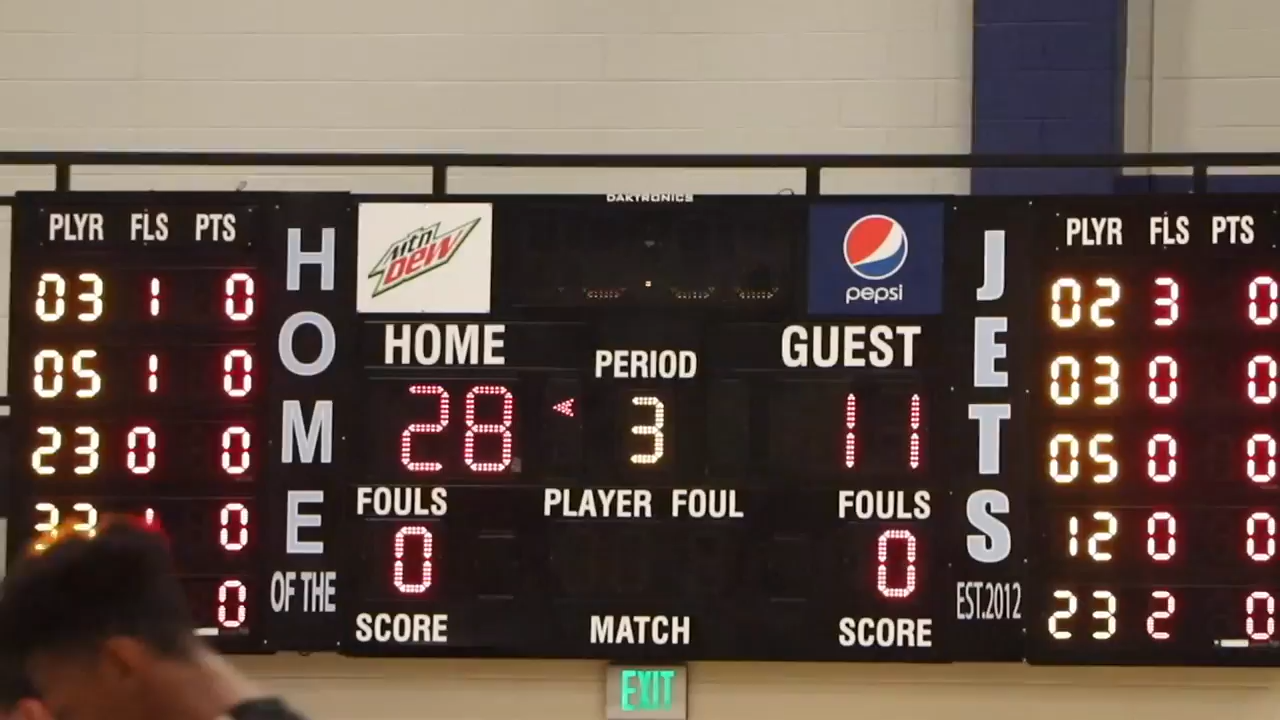 DAKTRONICS
PLYR FLS PTS
03 1 0
05 1 0
23 0 0
33 1 0
0
HOME
OF THE
Mtn
DEW
pepsi
HOME
PERIOD
GUEST
28
3
11
FOULS
PLAYER FOUL
FOULS
0
0
SCORE
MATCH
SCORE
JETS
EST.2012
PLYR FLS PTS
02 3 0
03 0 0
05 0 0
12 0 0
23 2 0
EXIT